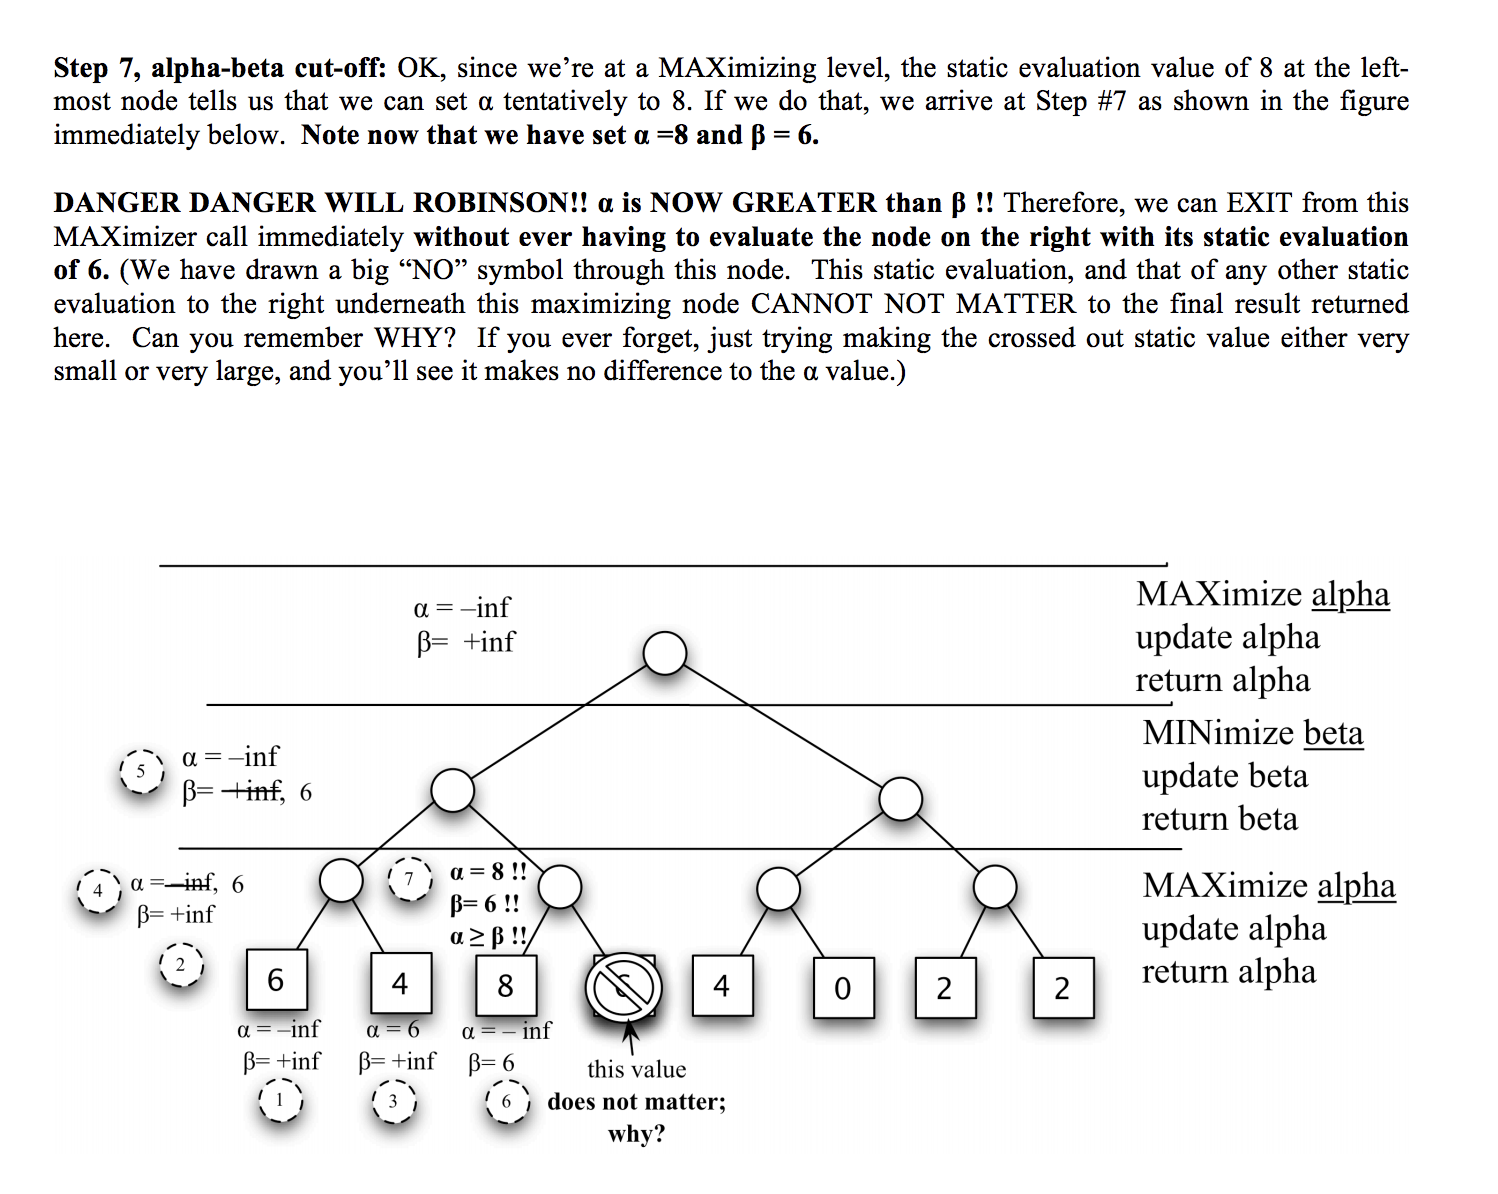 Step 7, alpha-beta cut-off: OK, since we’re at a MAXimizing level, the static evaluation value of 8 at the left-
most node tells us that we can set α tentatively to 8. If we do that, we arrive at Step #7 as shown in the figure
immediately below. Note now that we have set α =8 and β = 6.
DANGER DANGER WILL ROBINSON!! α is NOW GREATER than β !! Therefore, we can EXIT from this
MAXimizer call immediately without ever having to evaluate the node on the right with its static evaluation
of 6. (We have drawn a big “NO” symbol through this node. This static evaluation, and that of any other static
evaluation to the right underneath this maximizing node CANNOT NOT MATTER to the final result returned
here. Can you remember WHY? If you ever forget, just trying making the crossed out static value either very
small or very large, and you’ll see it makes no difference to the α value.)
α = –inf
β= +inf
MAXimize alpha
update alpha
return alpha
5
α = –inf
β= +inf, 6
MINimize beta
update beta
return beta
4
α =–inf, 6
β= +inf
7
α = 8 !!
β= 6 !!
α ≥ β !!
MAXimize alpha
update alpha
return alpha
2
6
4
8
4
0
2
2
α = –inf
β= +inf
1
α = 6
β= +inf
3
α = – inf
β= 6
6
this value
does not matter;
why?